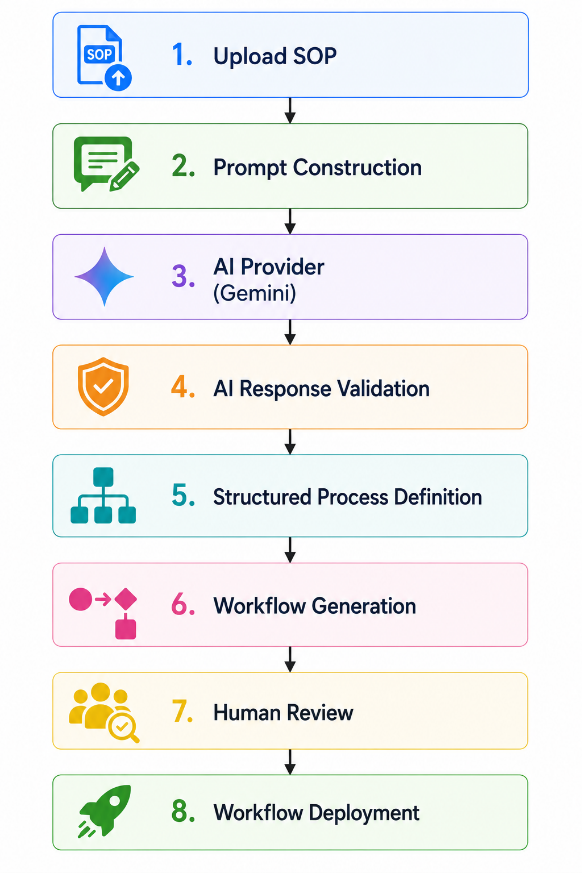 SOP
1. Upload SOP
2. Prompt Construction
3. AI Provider
(Gemini)
4. AI Response Validation
5. Structured Process Definition
6. Workflow Generation
7. Human Review
8. Workflow Deployment